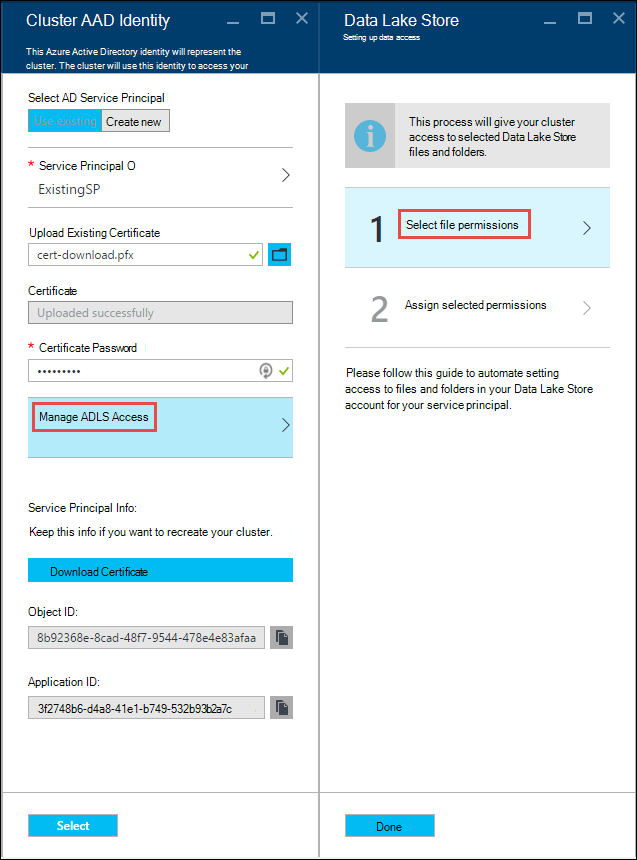 Cluster AAD Identity
This Azure Active Directory identity will represent the
cluster. The cluster will use this identity to access your
Select AD Service Principal
Use existing
Create new
* Service Principal O
ExistingSP
Upload Existing Certificate
cert-download.pfx
Certificate
Uploaded successfully
* Certificate Password
•••••••••
Manage ADLS Access
Service Principal Info:
Keep this info if you want to recreate your cluster.
Download Certificate
Object ID:
8b92368e-8cad-48f7-9544-478e4e83afaa
Application ID:
3f2748b6-d4a8-41e1-b749-532b93b2a7c
Select
Data Lake Store
Setting up data access
This process will give your cluster
access to selected Data Lake Store
files and folders.
1 Select file permissions
2 Assign selected permissions
Please follow this guide to automate setting
access to files and folders in your Data Lake Store
account for your service principal.
Done